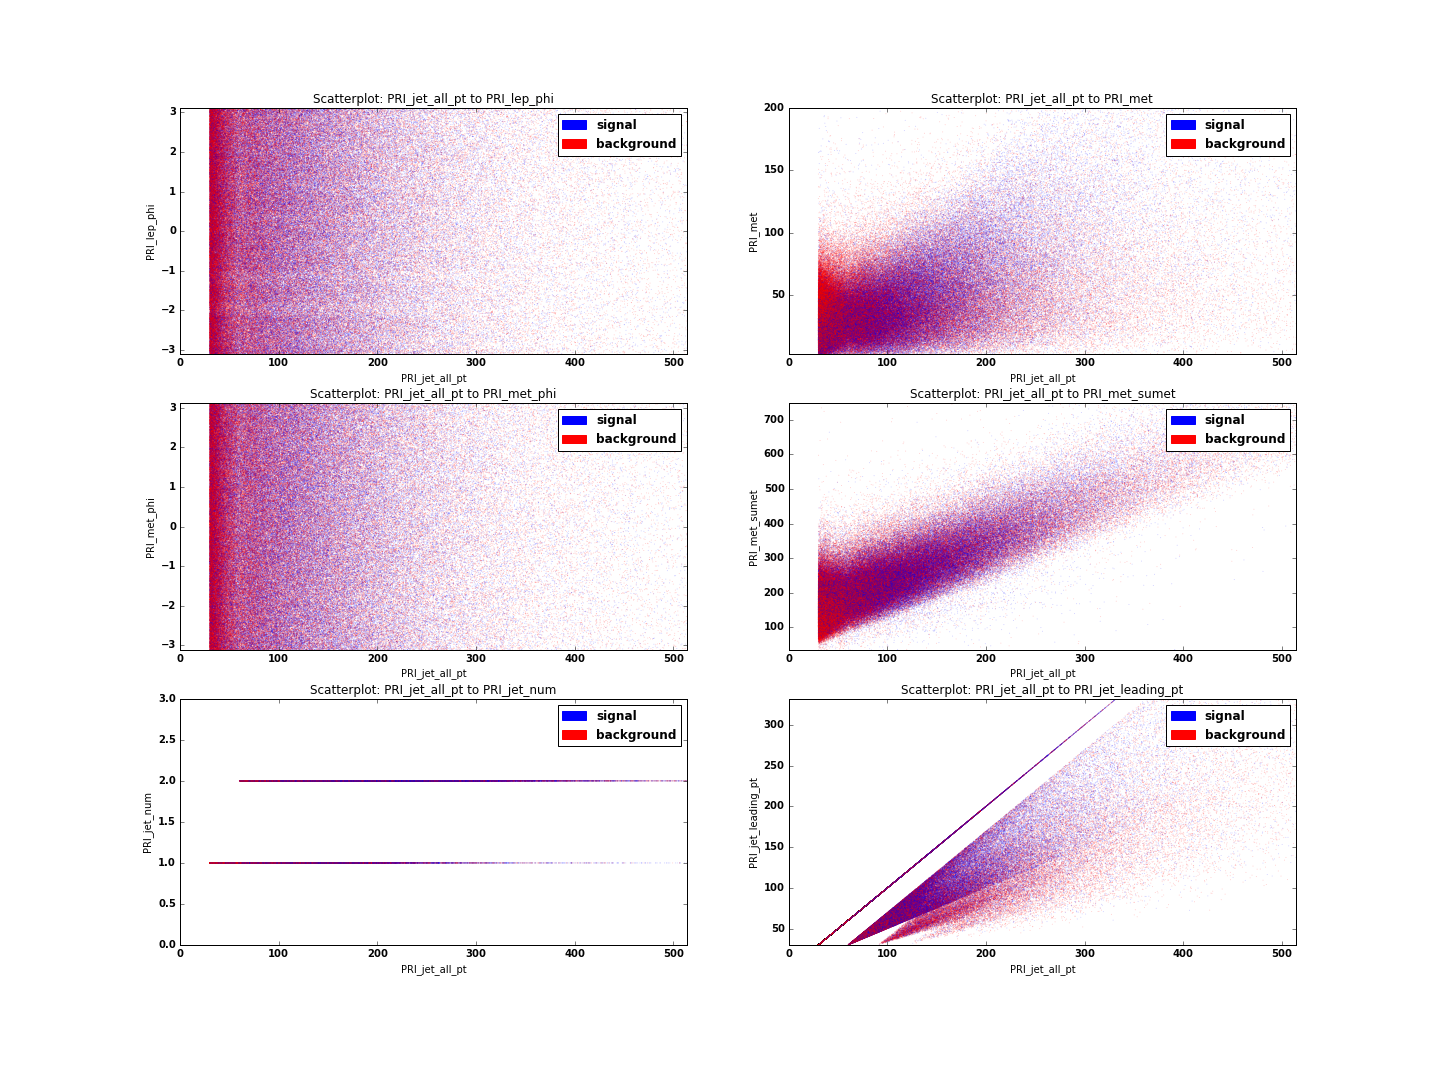 Scatterplot: PRI_jet_all_pt to PRI_lep_phi
signal
background
3
2
1
0
−1
−2
−3
PRI_lep_phi
0 100 200 300 400 500
PRI_jet_all_pt
Scatterplot: PRI_jet_all_pt to PRI_met
signal
background
200
150
100
50
PRI_met
0 100 200 300 400 500
PRI_jet_all_pt
Scatterplot: PRI_jet_all_pt to PRI_met_phi
signal
background
3
2
1
0
−1
−2
−3
PRI_met_phi
0 100 200 300 400 500
PRI_jet_all_pt
Scatterplot: PRI_jet_all_pt to PRI_met_sumet
signal
background
700
600
500
400
300
200
100
PRI_met_sumet
0 100 200 300 400 500
PRI_jet_all_pt
Scatterplot: PRI_jet_all_pt to PRI_jet_num
signal
background
3.0
2.5
2.0
1.5
1.0
0.5
0.0
PRI_jet_num
0 100 200 300 400 500
PRI_jet_all_pt
Scatterplot: PRI_jet_all_pt to PRI_jet_leading_pt
signal
background
300
250
200
150
100
50
PRI_jet_leading_pt
0 100 200 300 400 500
PRI_jet_all_pt